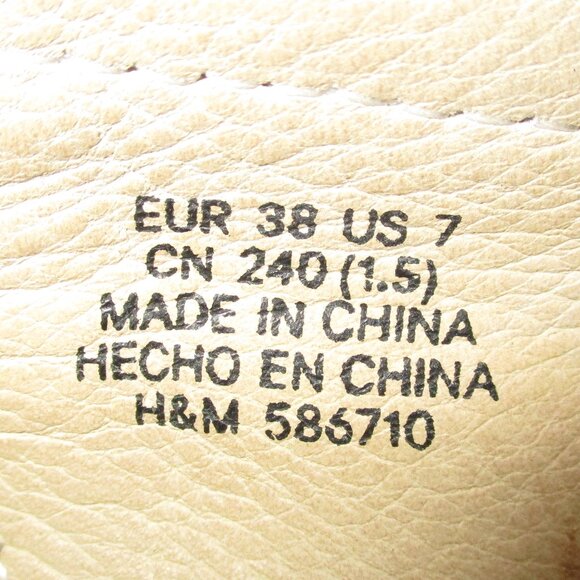 EUR 38 US 7
CN 240 (1.5)
MADE IN CHINA
HECHO EN CHINA
H&M 586710